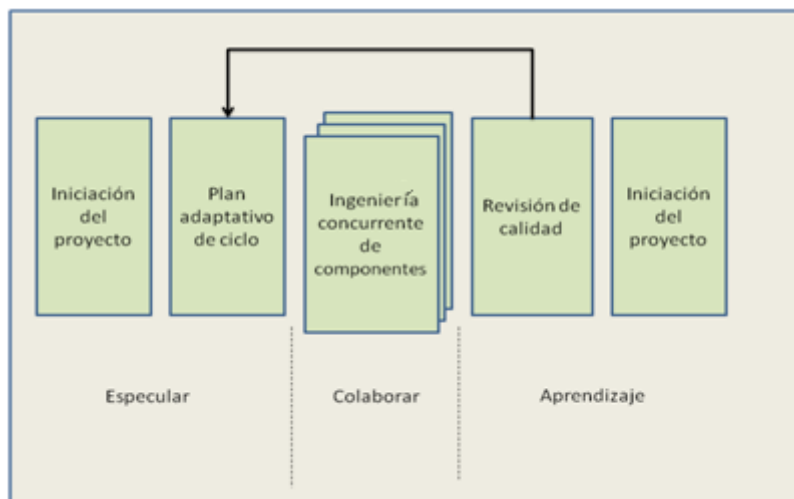 Iniciación
del
proyecto
Plan
adaptativo
de ciclo
Ingeniería
concurrente
de
componentes
Revisión de
calidad
Iniciación
del
proyecto
Especular
Colaborar
Aprendizaje